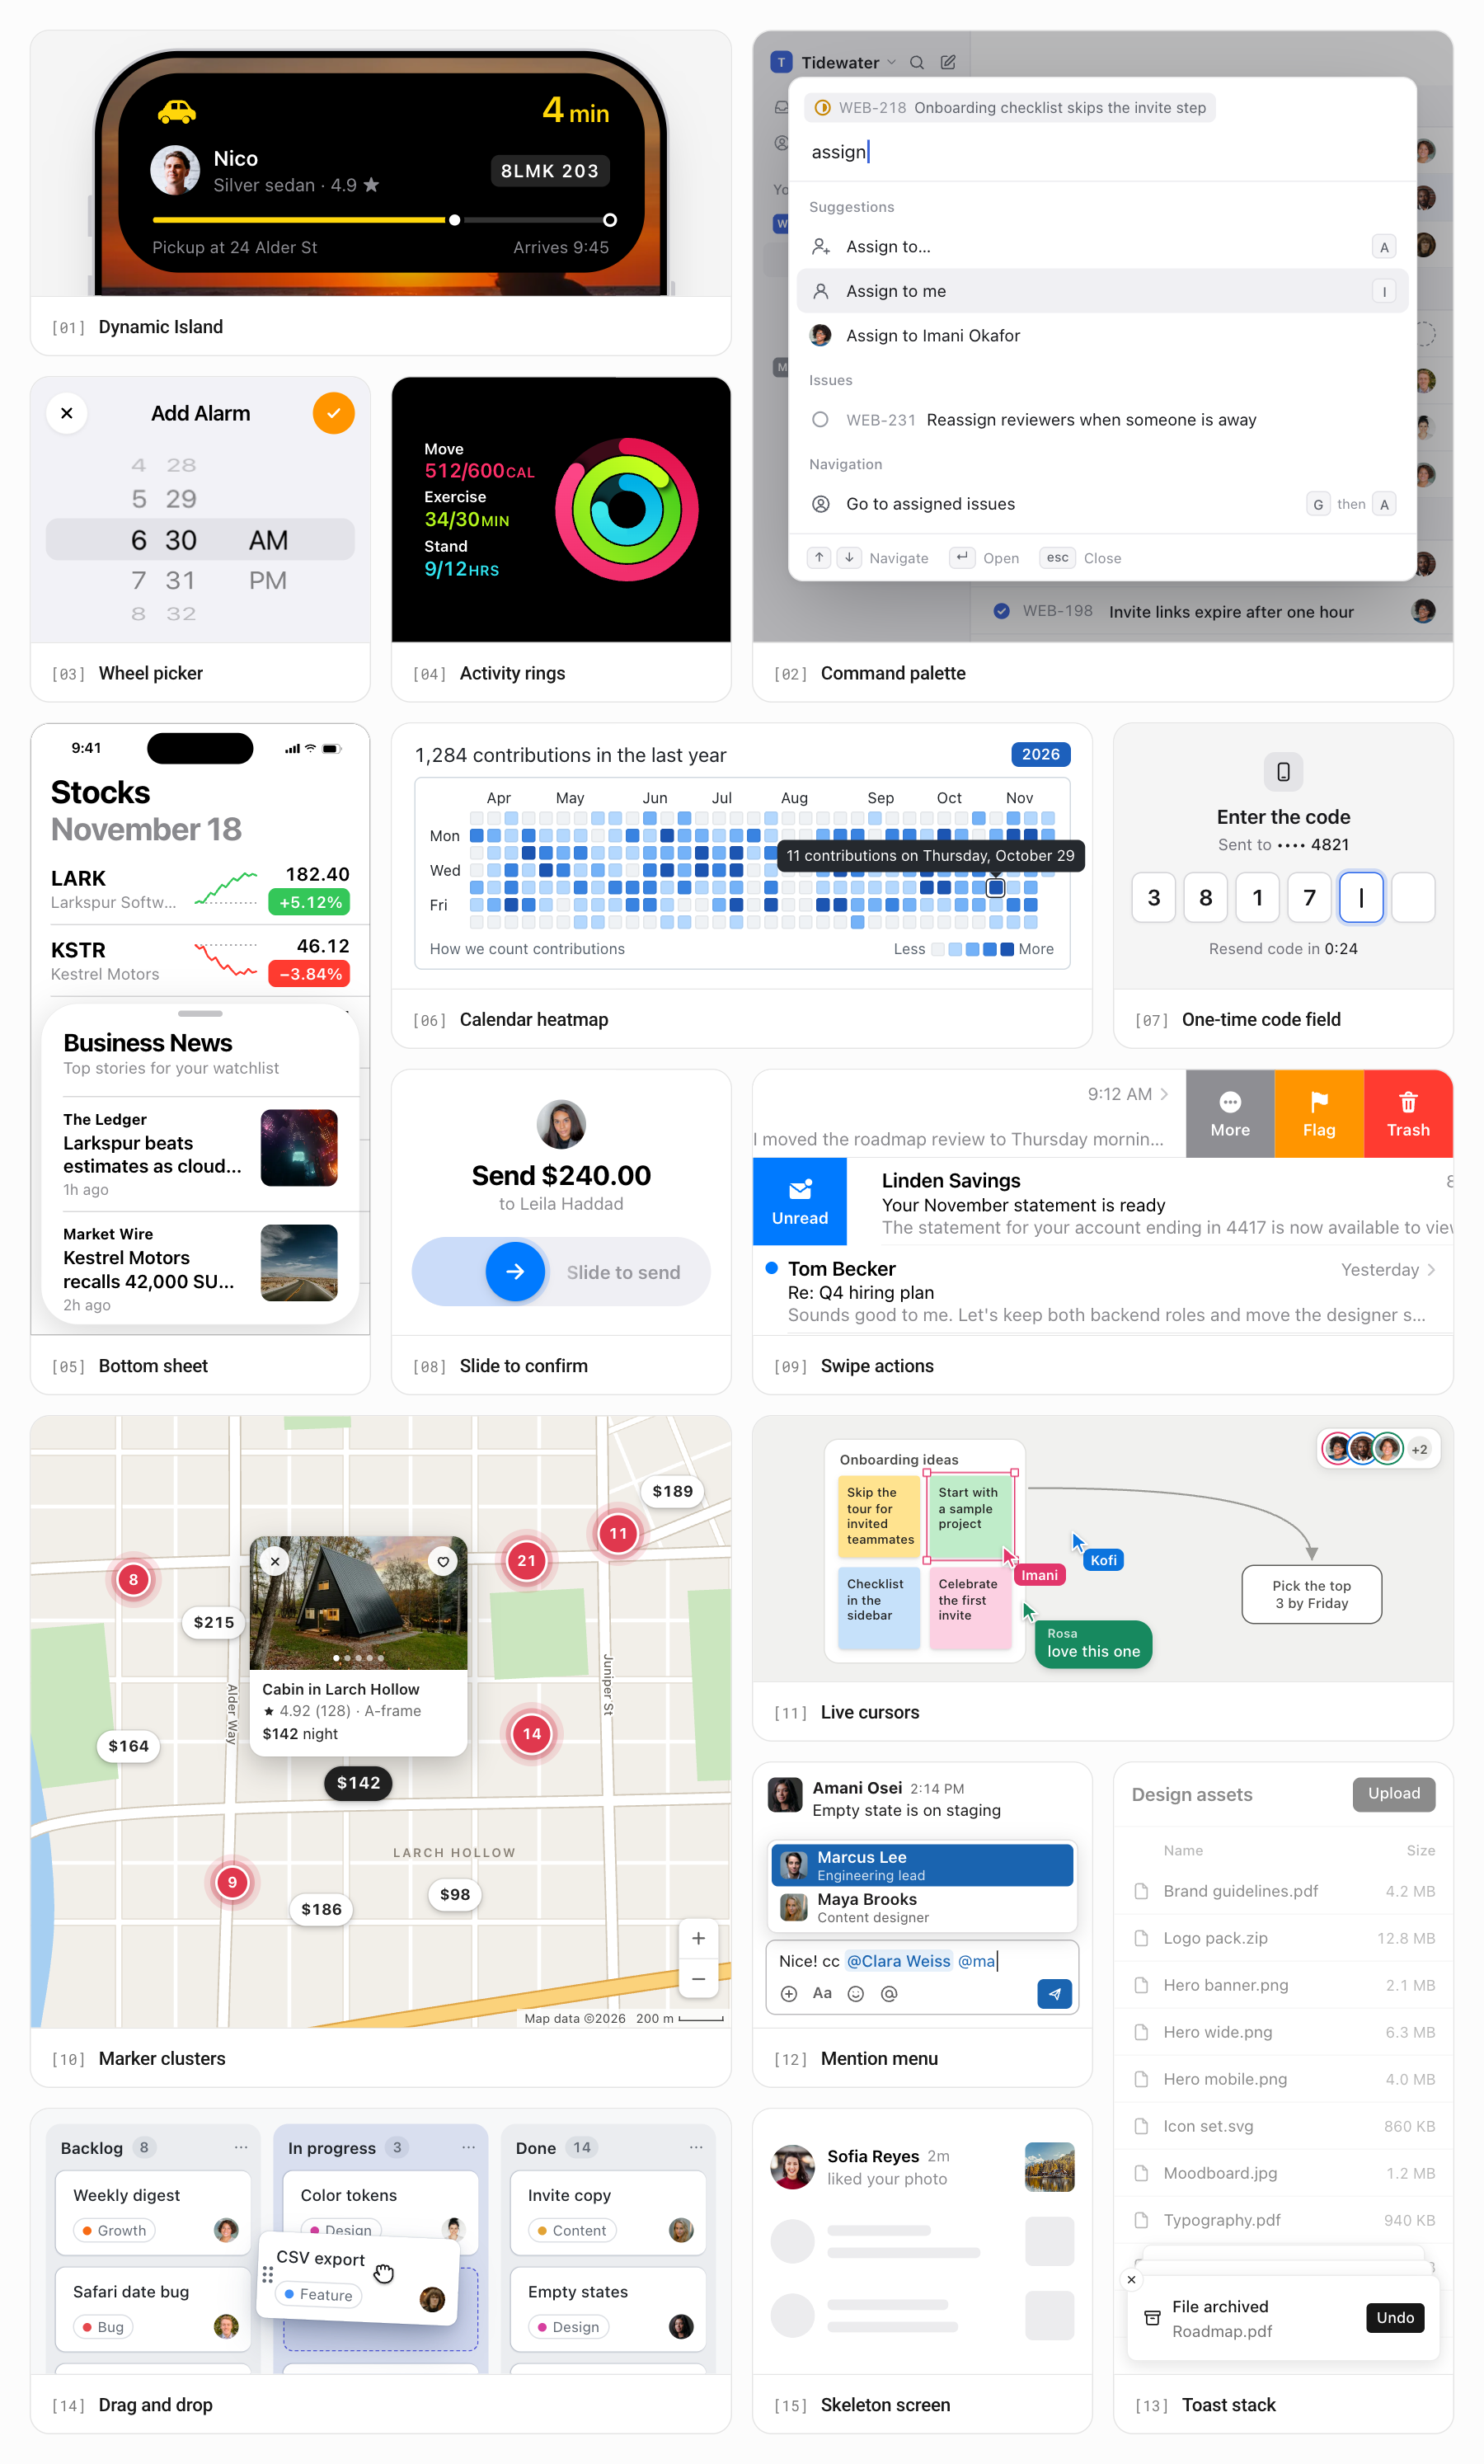 4 min
Nico
Silver sedan · 4.9 ★
8LMK 203
Pickup at 24 Alder St
Arrives 9:45
[01] Dynamic Island
T Tidewater
WEB-218 Onboarding checklist skips the invite step
assign
Suggestions
Assign to... A
Assign to me I
Assign to Imani Okafor
Issues
WEB-231 Reassign reviewers when someone is away
Navigation
Go to assigned issues G then A
↑ ↓ Navigate ↵ Open esc Close
WEB-198 Invite links expire after one hour
[02] Command palette
Add Alarm
4 28
5 29
6 30 AM
7 31 PM
8 32
[03] Wheel picker
Move
512/600CAL
Exercise
34/30MIN
Stand
9/12HRS
[04] Activity rings
9:41
Stocks
November 18
LARK 182.40
Larkspur Softw... +5.12%
KSTR 46.12
Kestrel Motors −3.84%
Business News
Top stories for your watchlist
The Ledger
Larkspur beats
estimates as cloud...
1h ago
Market Wire
Kestrel Motors
recalls 42,000 SU...
2h ago
[05] Bottom sheet
1,284 contributions in the last year 2026
Apr May Jun Jul Aug Sep Oct Nov
Mon
Wed
Fri
11 contributions on Thursday, October 29
How we count contributions Less More
[06] Calendar heatmap
Enter the code
Sent to •••• 4821
3 8 1 7
Resend code in 0:24
[07] One-time code field
Send $240.00
to Leila Haddad
Slide to send
[08] Slide to confirm
9:12 AM
I moved the roadmap review to Thursday mornin...
More Flag Trash
Unread
Linden Savings
Your November statement is ready
The statement for your account ending in 4417 is now available to view
Tom Becker Yesterday
Re: Q4 hiring plan
Sounds good to me. Let's keep both backend roles and move the designer s...
[09] Swipe actions
$189
11
21
8
$215
Cabin in Larch Hollow
★ 4.92 (128) · A-frame
$142 night
Alder Way
Juniper St
14
$164
$142
LARCH HOLLOW
9
$186
$98
+
−
Map data ©2026 200 m
[10] Marker clusters
+2
Onboarding ideas
Skip the
tour for
invited
teammates
Start with
a sample
project
Checklist
in the
sidebar
Celebrate
the first
invite
Imani
Kofi
Rosa
love this one
Pick the top
3 by Friday
[11] Live cursors
Amani Osei 2:14 PM
Empty state is on staging
Marcus Lee
Engineering lead
Maya Brooks
Content designer
Nice! cc @Clara Weiss @ma
Aa
[12] Mention menu
Design assets Upload
Name Size
Brand guidelines.pdf 4.2 MB
Logo pack.zip 12.8 MB
Hero banner.png 2.1 MB
Hero wide.png 6.3 MB
Hero mobile.png 4.0 MB
Icon set.svg 860 KB
Moodboard.jpg 1.2 MB
Typography.pdf 940 KB
File archived
Roadmap.pdf
Undo
[13] Toast stack
Backlog 8
Weekly digest
Growth
Safari date bug
Bug
In progress 3
Color tokens
Design
CSV export
Feature
Done 14
Invite copy
Content
Empty states
Design
[14] Drag and drop
Sofia Reyes 2m
liked your photo
[15] Skeleton screen